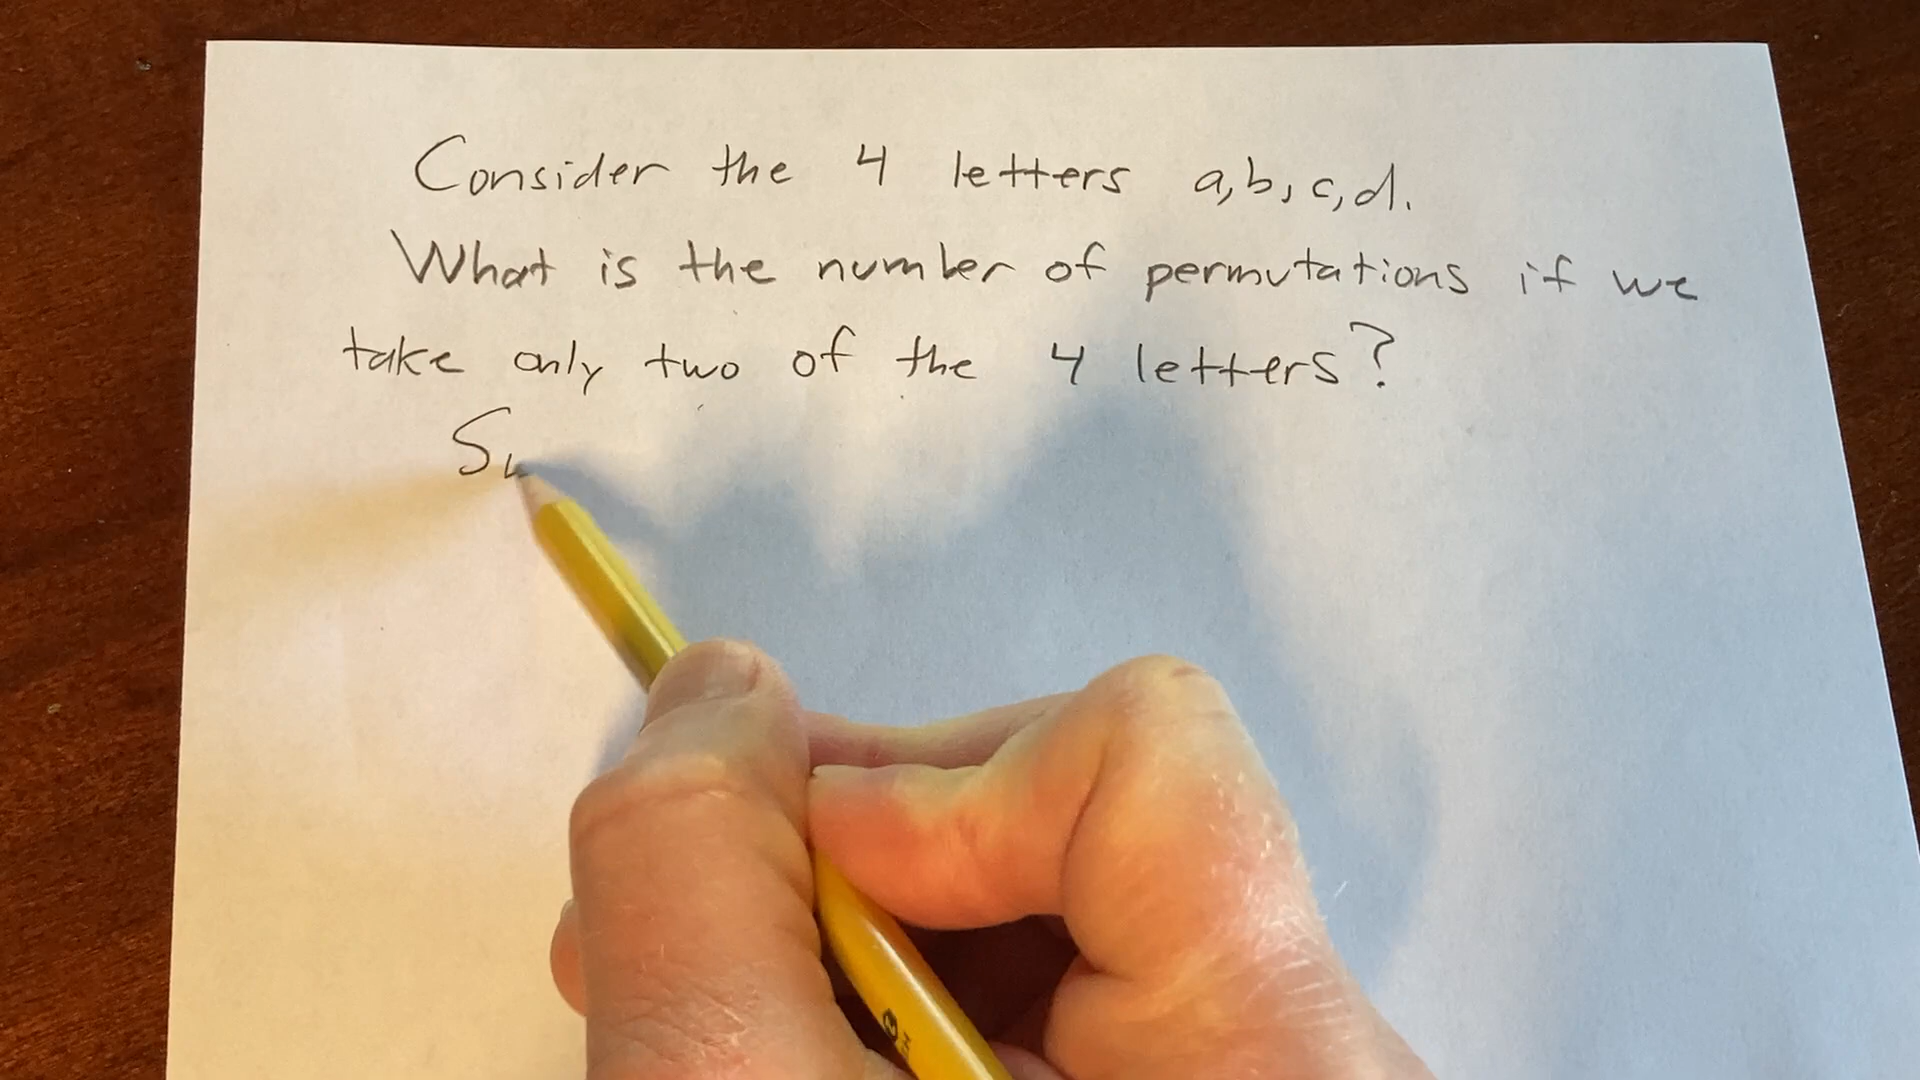 Consider the 4 letters a, b, c, d.
What is the number of permutations if we
take only two of the 4 letters?